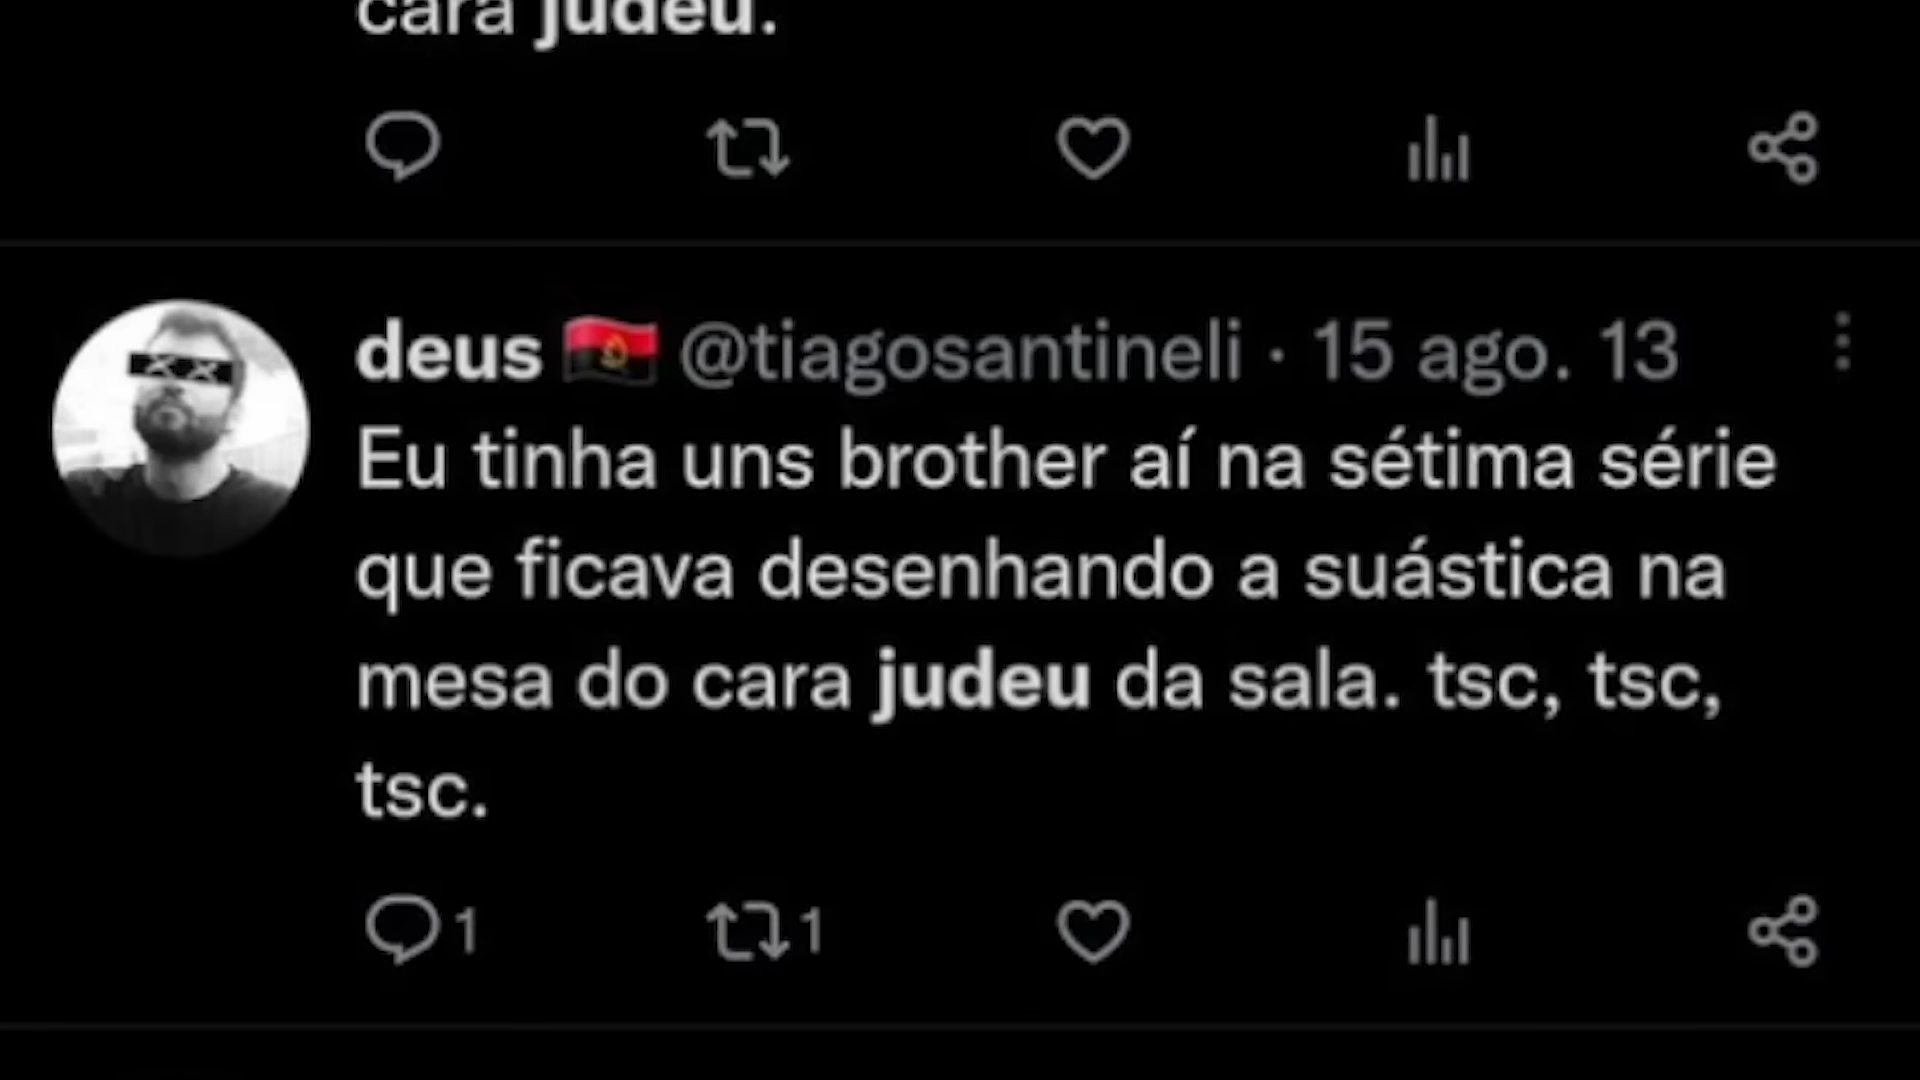 cara judeu.
deus 🇦🇴 @tiagosantineli · 15 ago. 13
Eu tinha uns brother aí na sétima série
que ficava desenhando a suástica na
mesa do cara judeu da sala. tsc, tsc,
tsc.
1 1